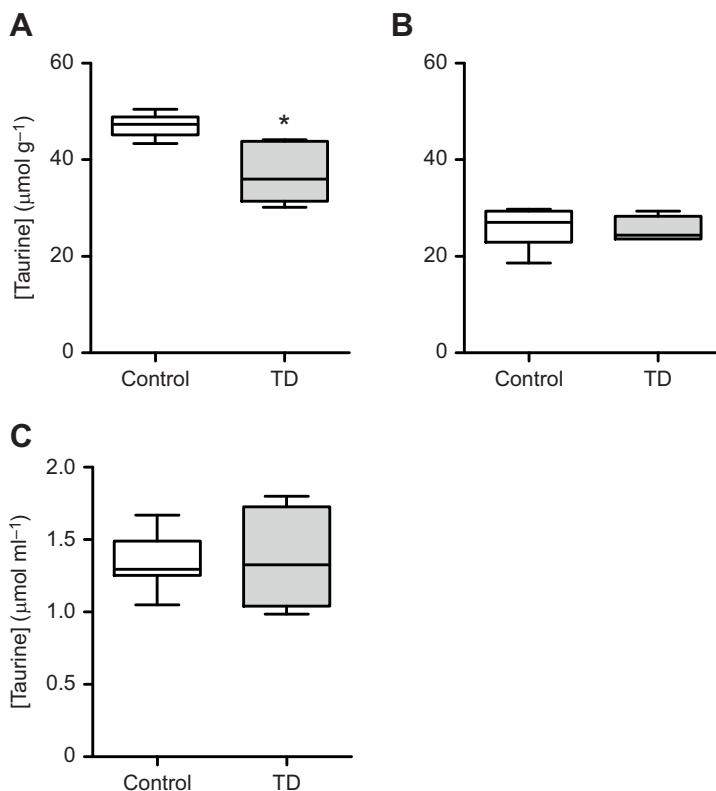 A
B
60
40
20
0
[Taurine] (μmol g⁻¹)
*
Control
TD
60
40
20
0
Control
TD
C
2.0
1.5
1.0
0.5
0
[Taurine] (μmol ml⁻¹)
Control
TD